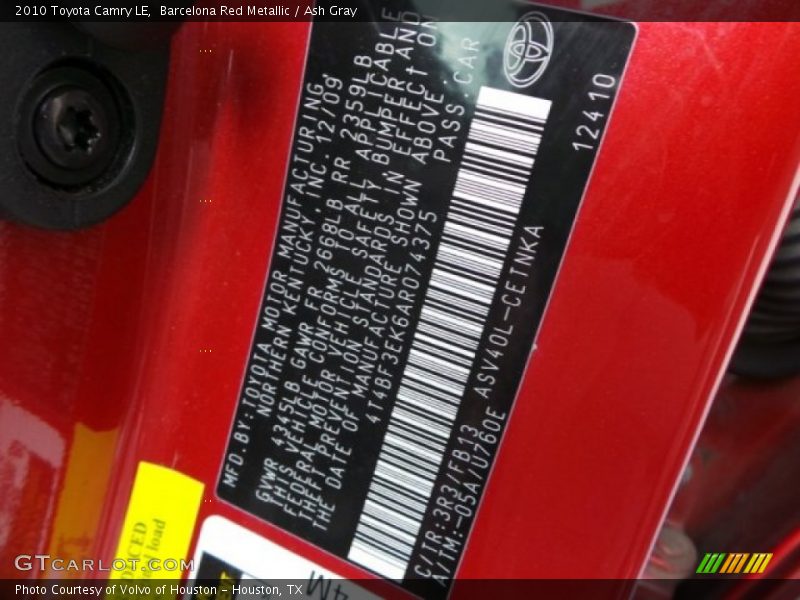 2010 Toyota Camry LE,  Barcelona Red Metallic / Ash Gray
MFD.BY:TOYOTA MOTOR MANUFACTURING,
NORTHERN KENTUCKY, INC. 12/09
GVWR 4245LB GAWR FR 2668LB RR 2359LB
THIS VEHICLE CONFORMS TO ALL APPLICABLE
FEDERAL MOTOR VEHICLE SAFETY BUMPER AND
THEFT PREVENTION STANDARDS IN EFFECT ON
THE DATE OF MANUFACTURE SHOWN ABOVE.
4T4BF3EK6AR074375 PASS.CAR
C/TR:3R3/FB13 ASV40L-CETNKA
A/TM:-05A/U760E
12410
load
4M
GTcarlot.com
Photo Courtesy of Volvo of Houston - Houston, TX